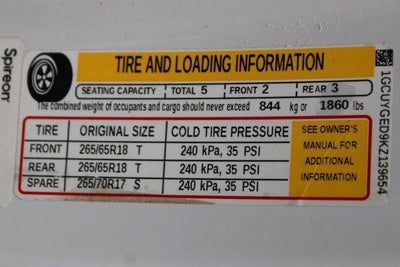 Spireon
TIRE AND LOADING INFORMATION
SEATING CAPACITY TOTAL 5 FRONT 2 REAR 3
The combined weight of occupants and cargo should never exceed 844 kg or 1860 lbs
TIRE ORIGINAL SIZE COLD TIRE PRESSURE
FRONT 265/65R18 T 240 kPa, 35 PSI
REAR 265/65R18 T 240 kPa, 35 PSI
SPARE 265/70R17 S 240 kPa, 35 PSI
SEE OWNER'S
MANUAL FOR
ADDITIONAL
INFORMATION
1GCUYGED9KZ139654